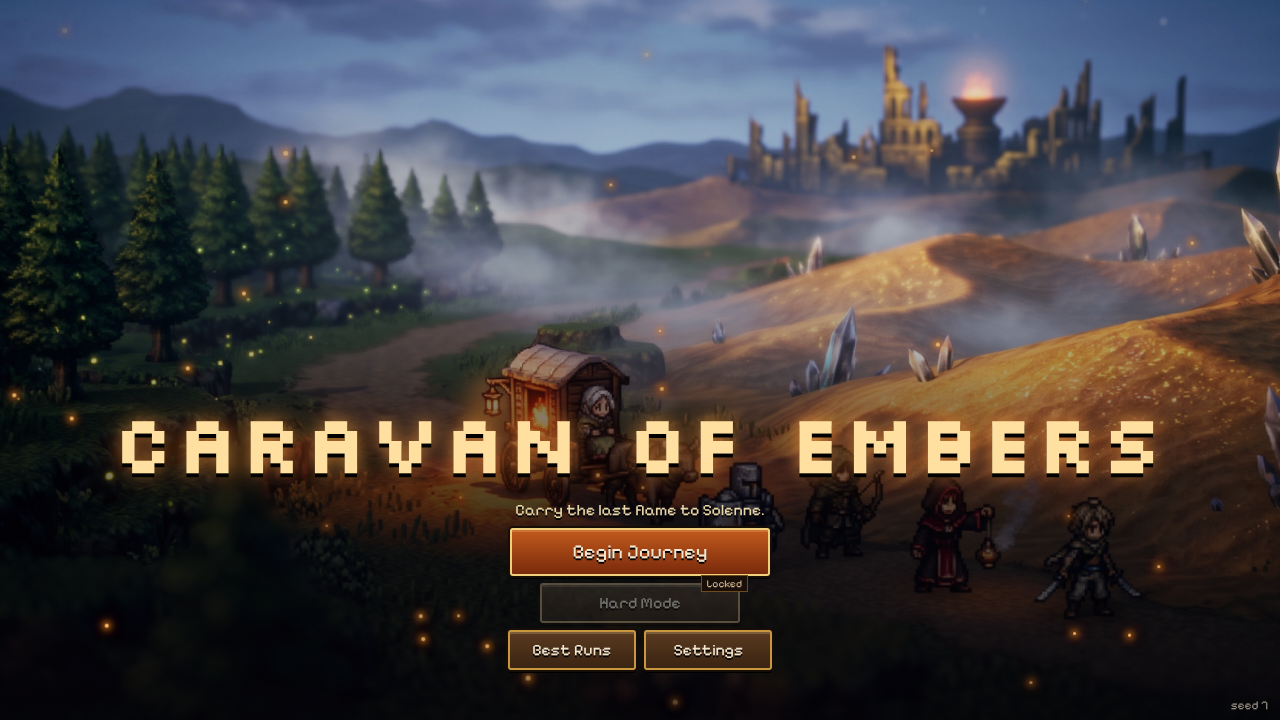 CARAVAN OF EMBERS
Carry the last flame to Solenne.
Begin Journey
Locked
Hard Mode
Best Runs
Settings
seed 7